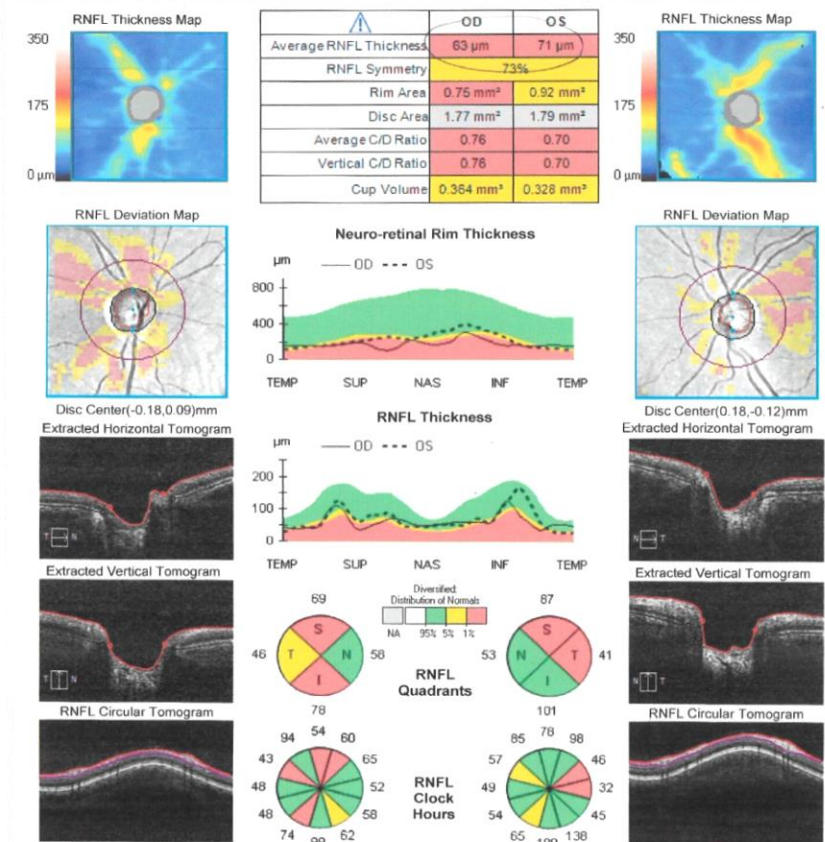 RNFL Thickness Map
350
175
0 µm
OD OS
Average RNFL Thickness 63 µm 71 µm
RNFL Symmetry 73%
Rim Area 0.75 mm² 0.92 mm²
Disc Area 1.77 mm² 1.79 mm²
Average C/D Ratio 0.76 0.70
Vertical C/D Ratio 0.76 0.70
Cup Volume 0.364 mm³ 0.328 mm³
RNFL Thickness Map
350
175
0 µm
RNFL Deviation Map
Disc Center(-0.18,0.09)mm
Neuro-retinal Rim Thickness
µm OD OS
800
400
0
TEMP SUP NAS INF TEMP
RNFL Deviation Map
Disc Center(0.18,-0.12)mm
Extracted Horizontal Tomogram
T N
RNFL Thickness
µm OD OS
200
100
0
TEMP SUP NAS INF TEMP
Extracted Horizontal Tomogram
N T
Extracted Vertical Tomogram
T N
Diversified:
Distribution of Normals
NA 95% 5% 1%
69
46 S T N I 58
78
RNFL
Quadrants
87
53 S N T I 41
101
Extracted Vertical Tomogram
N T
RNFL Circular Tomogram
94 54 60
43 65
48 52
48 58
74 62
RNFL
Clock
Hours
85 78 98
57 46
49 32
54 45
65 138
RNFL Circular Tomogram